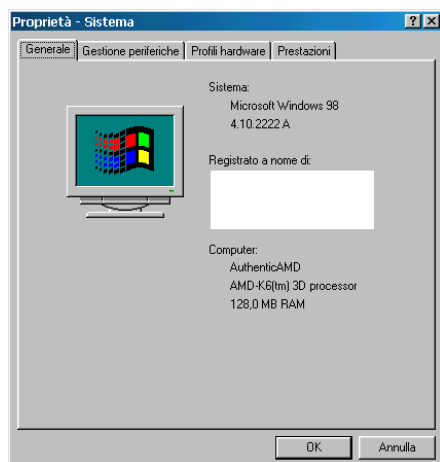 Proprietà - Sistema
Generale Gestione periferiche Profili hardware Prestazioni
Sistema:
Microsoft Windows 98
4.10.2222 A
Registrato a nome di:
Computer:
AuthenticAMD
AMD-K6(tm) 3D processor
128,0 MB RAM
OK Annulla